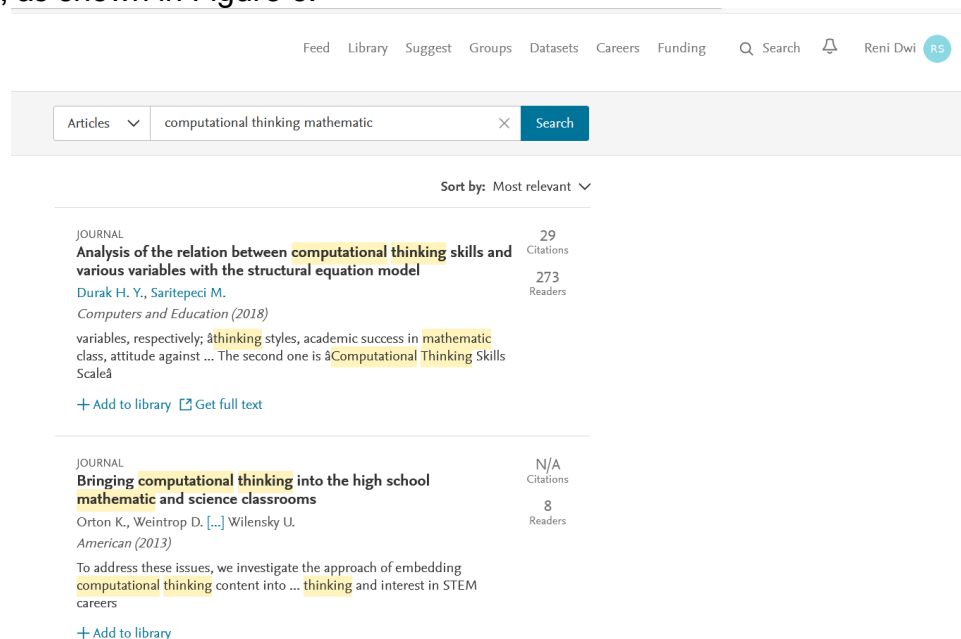 , as shown in Figure
Feed Library Suggest Groups Datasets Careers Funding Search Reni Dwi RS
Articles computational thinking mathematic Search
Sort by: Most relevant
JOURNAL
Analysis of the relation between computational thinking skills and
various variables with the structural equation model
29
Citations
273
Readers
Durak H. Y., Saritepeci M.
Computers and Education (2018)
variables, respectively; âthinking styles, academic success in mathematic
class, attitude against ... The second one is âComputational Thinking Skills
Scaleâ
Add to library Get full text
JOURNAL
Bringing computational thinking into the high school
mathematic and science classrooms
N/A
Citations
8
Readers
Orton K., Weintrop D. [...] Wilensky U.
American (2013)
To address these issues, we investigate the approach of embedding
computational thinking content into ... thinking and interest in STEM
careers
Add to library